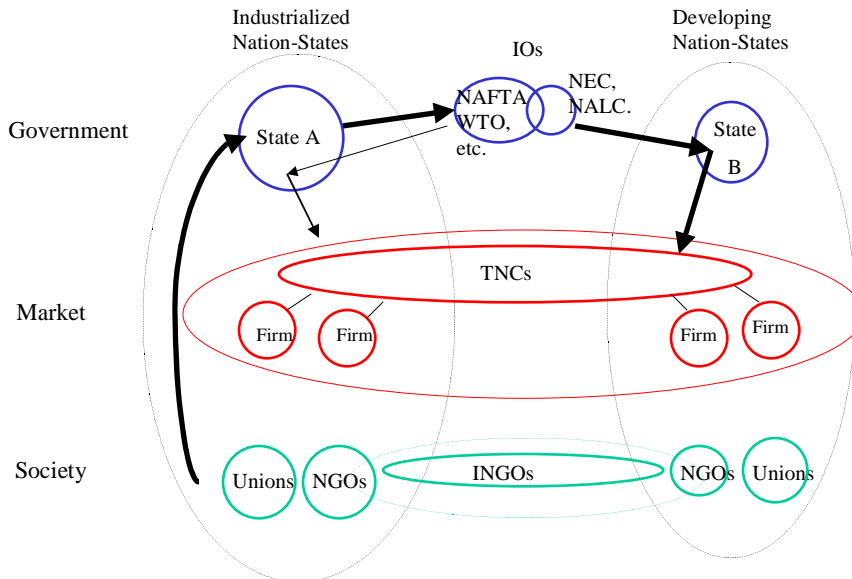 Industrialized
Nation-States
Developing
Nation-States
IOs
NEC,
NALC.
NAFTA
WTO,
etc.
Government
State A
State
B
TNCs
Market
Firm
Firm
Firm
Firm
Society
Unions
NGOs
INGOs
NGOs
Unions